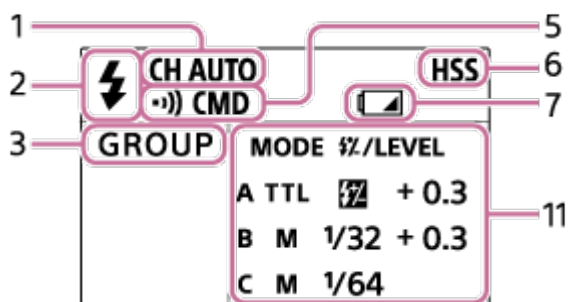 1
5
CH AUTO
HSS
6
2
•))) CMD
7
3
GROUP
MODE /LEVEL
A TTL + 0.3
11
B M 1/32 + 0.3
C M 1/64